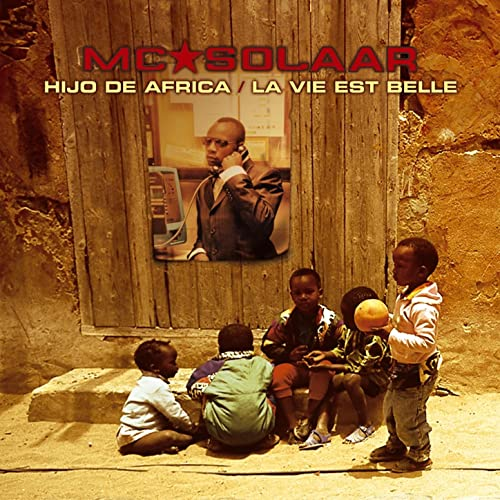 MC★SOLAAR
HIJO DE AFRICA / LA VIE EST BELLE